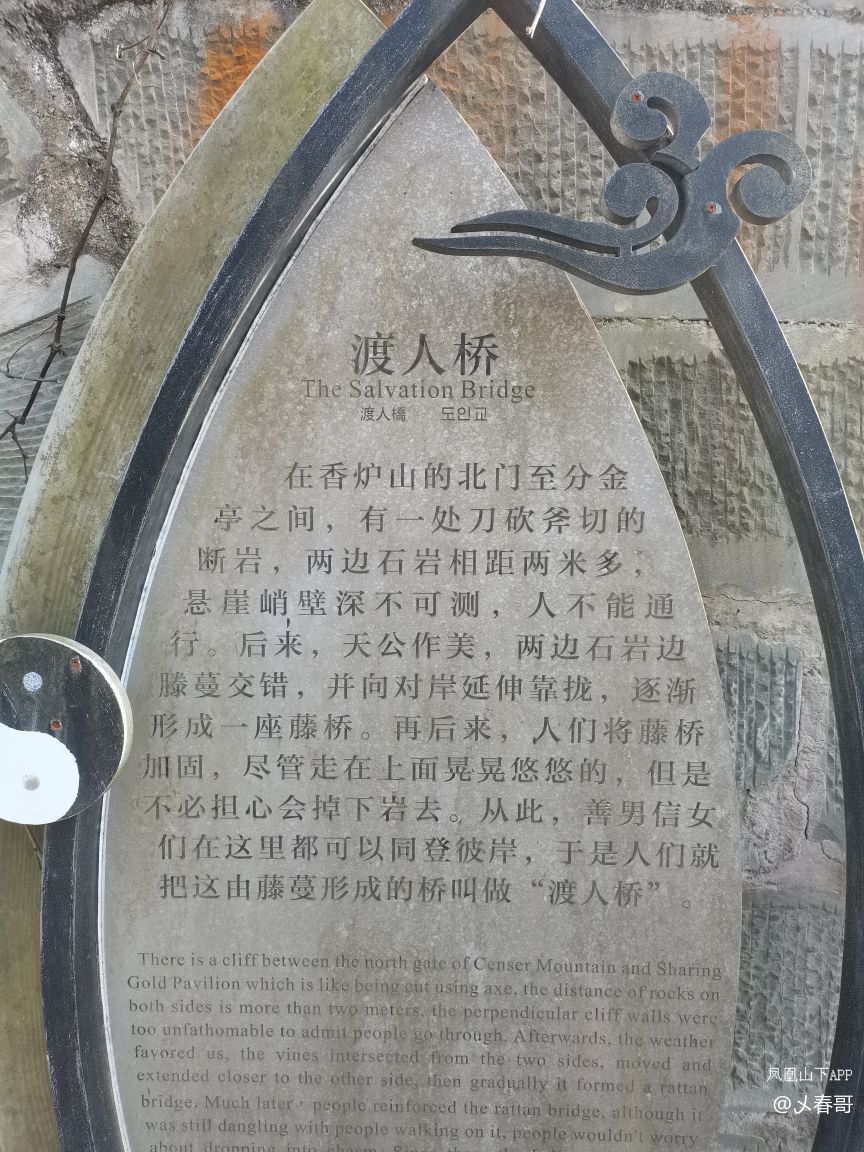 渡人桥
The Salvation Bridge
渡人橋 도인교
在香炉山的北门至分金
亭之间，有一处刀砍斧切的
断岩，两边石岩相距两米多，
悬崖峭壁深不可测，人不能通
行。后来，天公作美，两边石岩边
滕蔓交错，并向对岸延伸靠拢，逐渐
形成一座藤桥。再后来，人们将藤桥
加固，尽管走在上面晃晃悠悠的，但是
不必担心会掉下岩去。从此，善男信女
们在这里都可以同登彼岸，于是人们就
把这由藤蔓形成的桥叫做“渡人桥”。
There is a cliff between the north gate of Censer Mountain and Sharing
Gold Pavilion which is like being cut using axe, the distance of rocks on
both sides is more than two meters, the perpendicular cliff walls were
too unfathomable to admit people go through. Afterwards, the weather
favored us, the vines intersected from the two sides, moved and
extended closer to the other side, then gradually it formed a rattan
bridge. Much later, people reinforced the rattan bridge, although it
was still dangling with people walking on it, people wouldn't worry
about dropping into chasm.
凤凰山下APP
@乄春哥